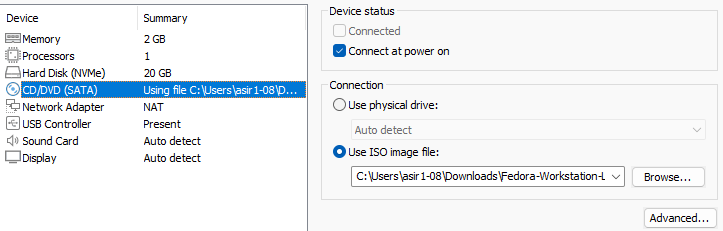 Device Summary
Memory 2 GB
Processors 1
Hard Disk (NVMe) 20 GB
CD/DVD (SATA) Using file C:\Users\asir1-08\D...
Network Adapter NAT
USB Controller Present
Sound Card Auto detect
Display Auto detect
Device status
Connected
Connect at power on
Connection
Use physical drive:
Auto detect
Use ISO image file:
C:\Users\asir1-08\Downloads\Fedora-Workstation-L Browse...
Advanced...